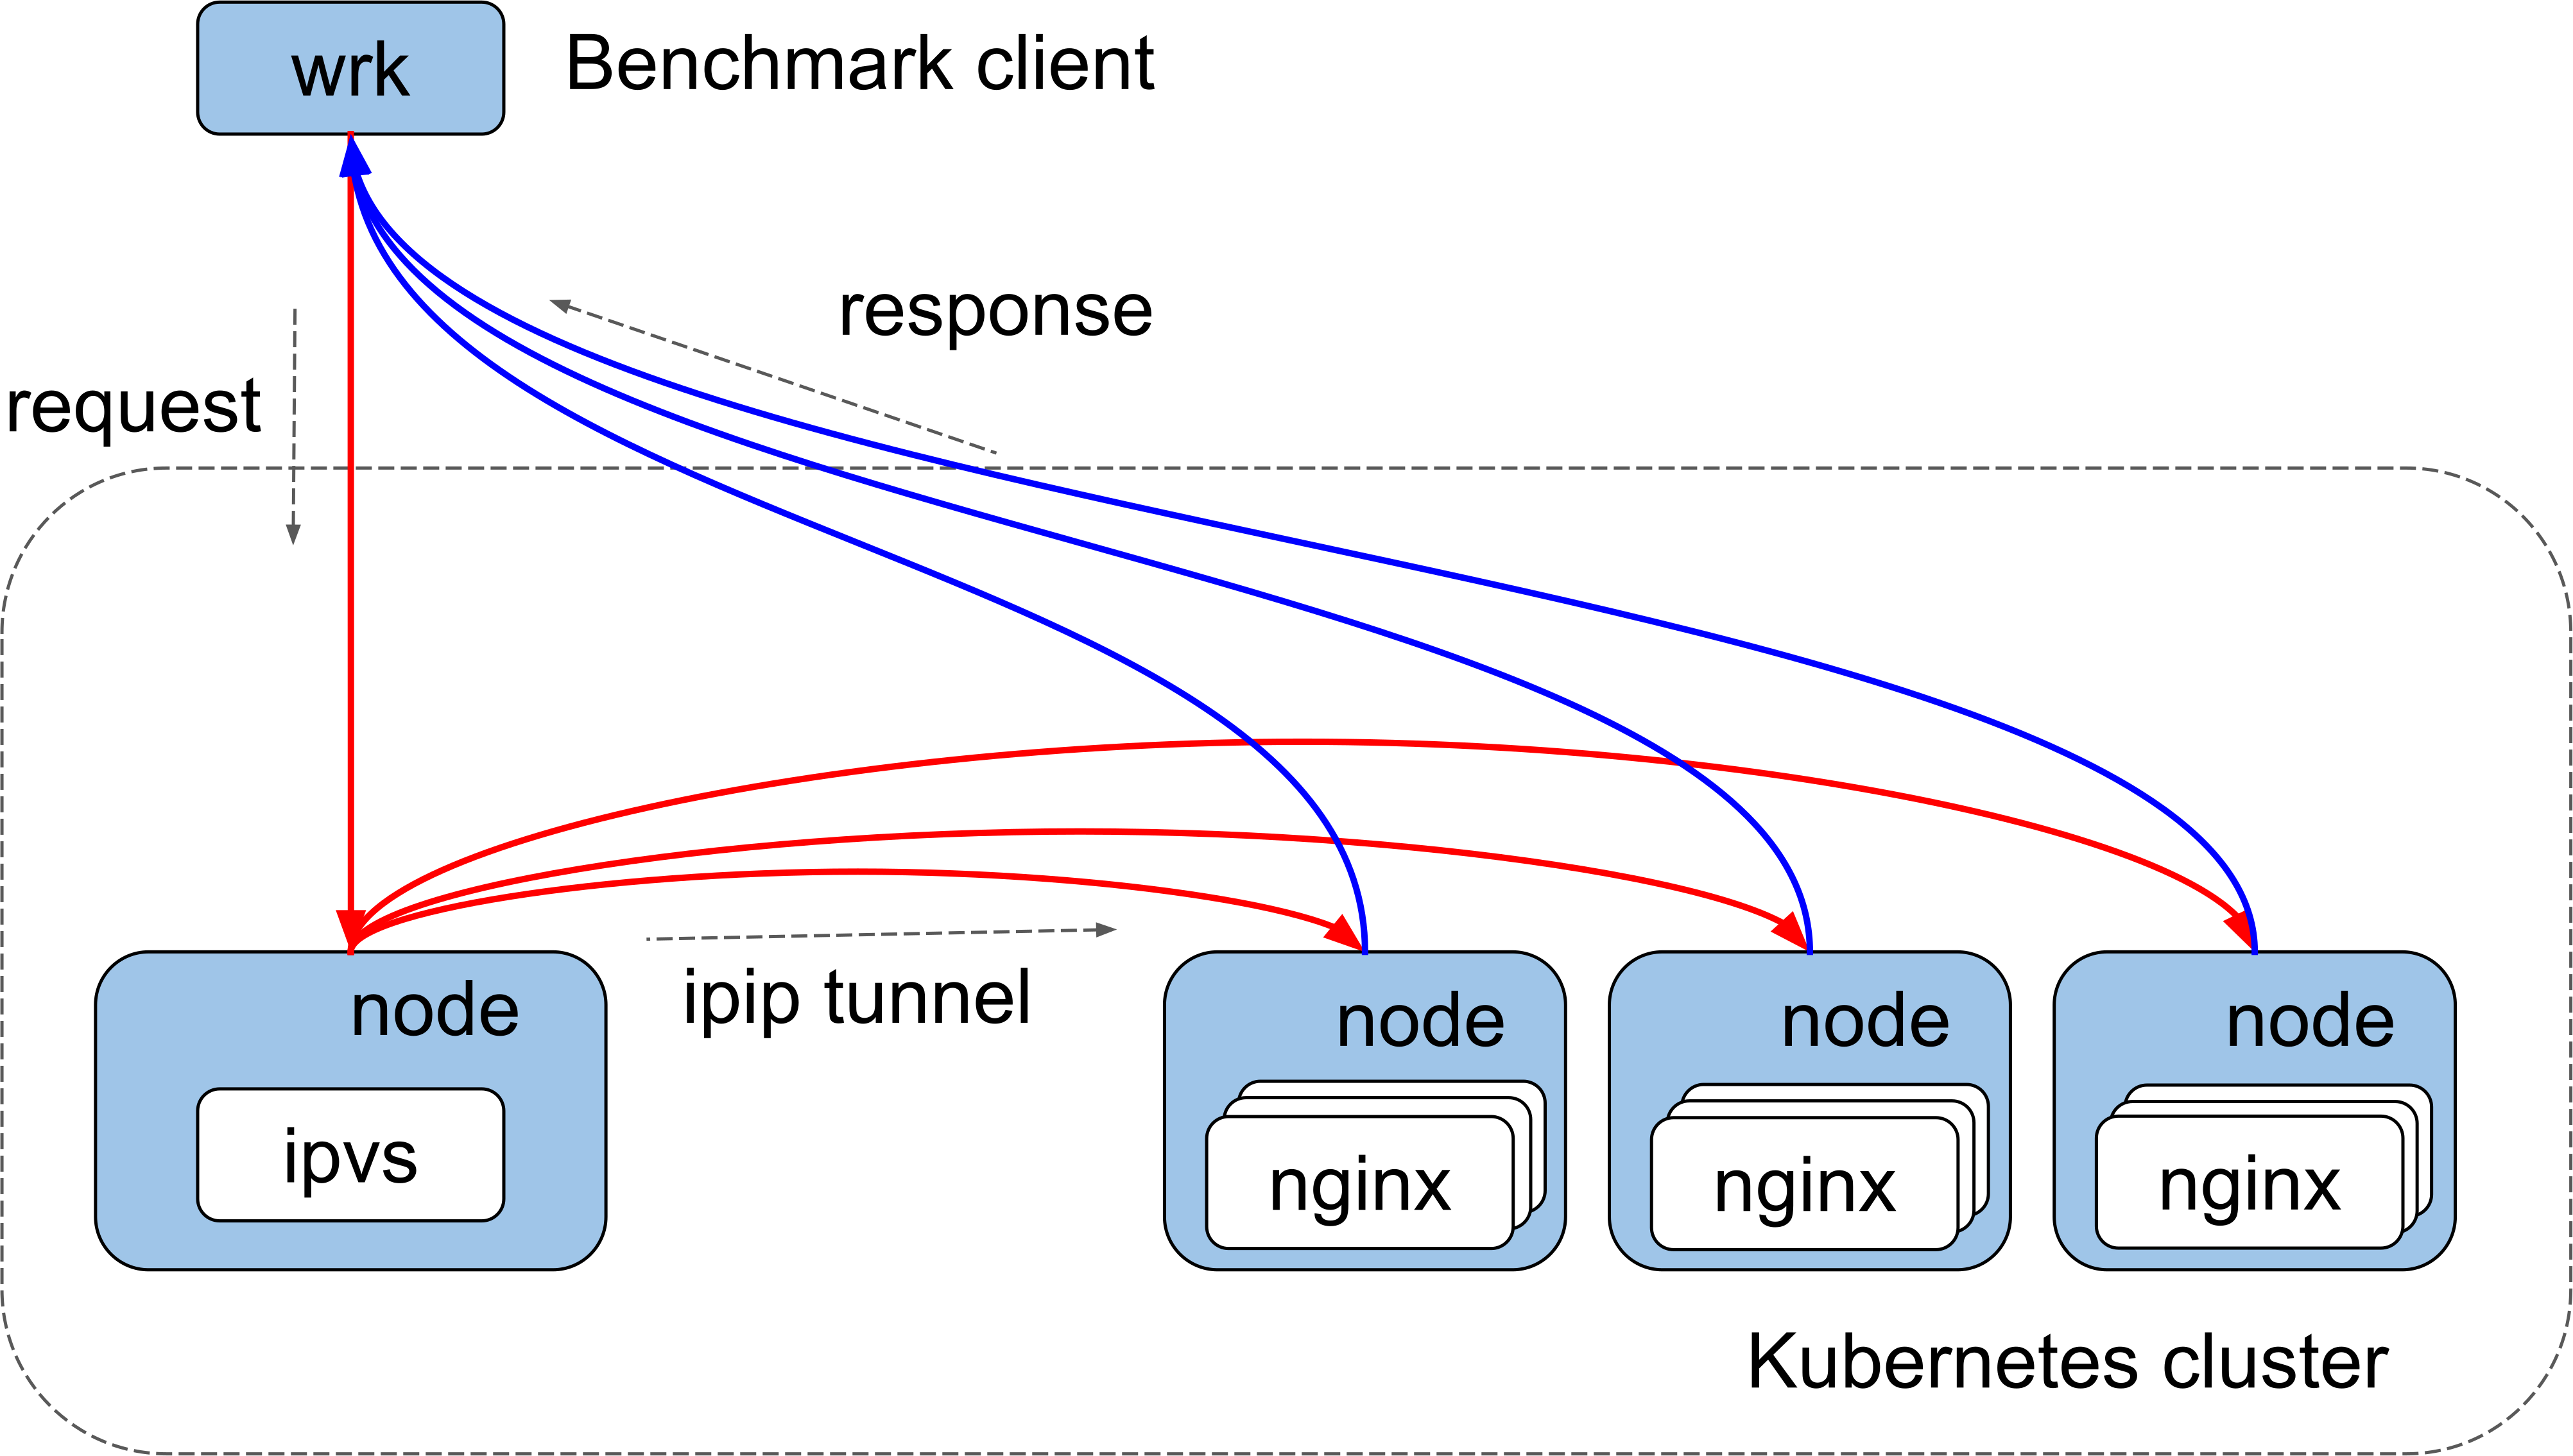 wrk
Benchmark client
response
request
node
ipvs
ipip tunnel
node
nginx
node
nginx
node
nginx
Kubernetes cluster